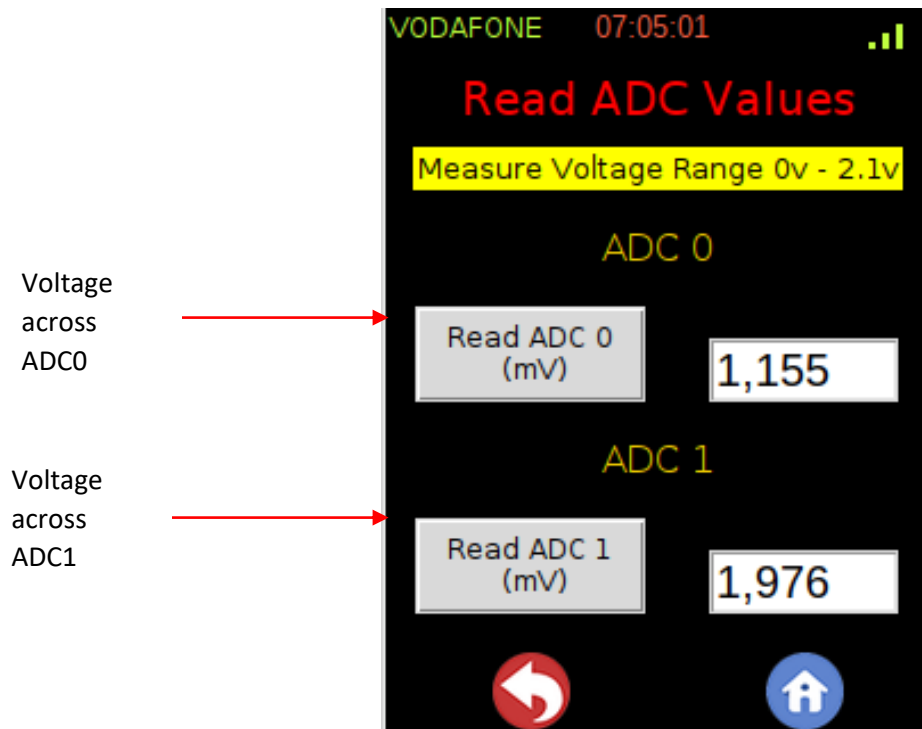 VODAFONE 07:05:01
Read ADC Values
Measure Voltage Range 0v - 2.1v
ADC 0
Voltage
across
ADC0
Read ADC 0
(mV)
1,155
ADC 1
Voltage
across
ADC1
Read ADC 1
(mV)
1,976